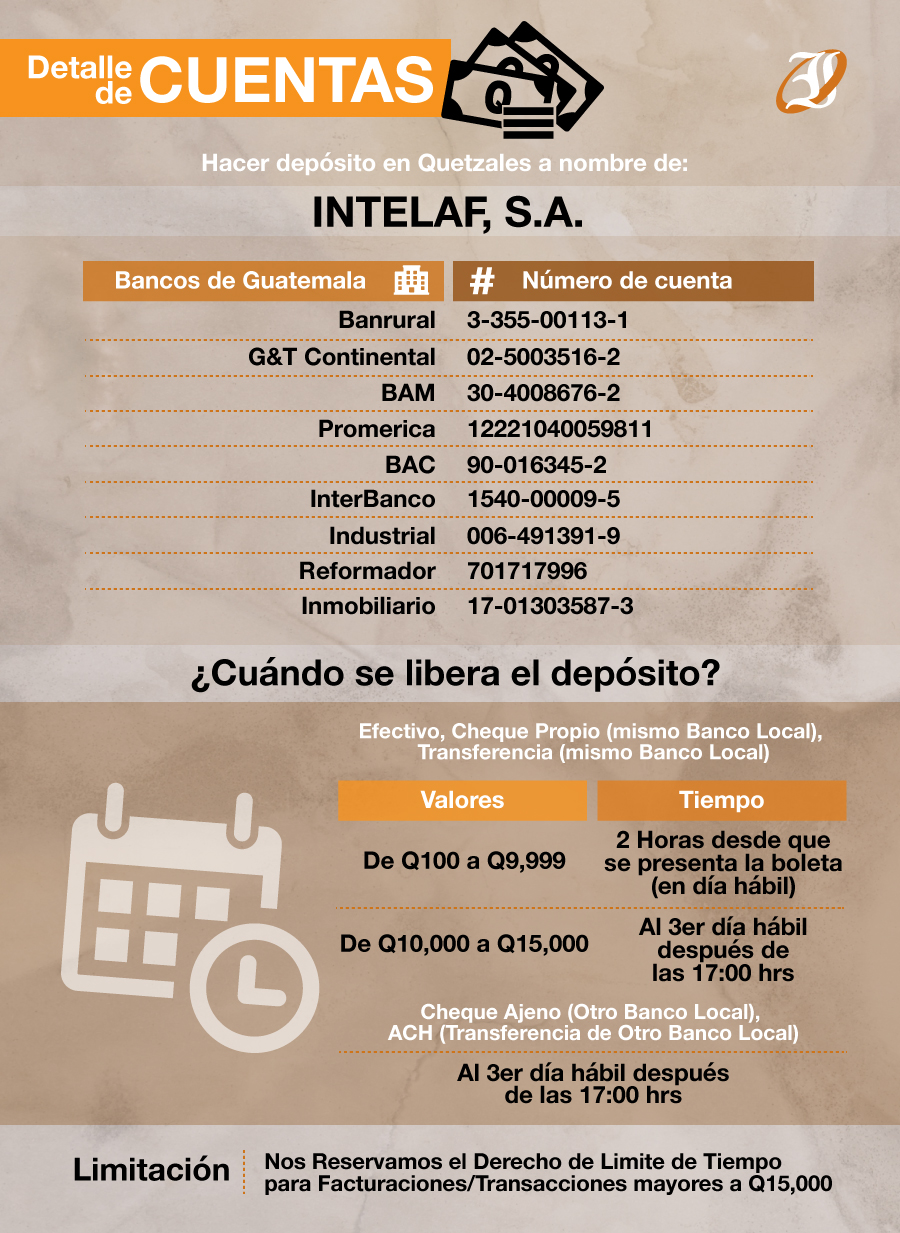 Detalle
de CUENTAS
Q
Hacer depósito en Quetzales a nombre de:
INTELAF, S.A.
Bancos de Guatemala # Número de cuenta
Banrural 3-355-00113-1
G&T Continental 02-5003516-2
BAM 30-4008676-2
Promerica 12221040059811
BAC 90-016345-2
InterBanco 1540-00009-5
Industrial 006-491391-9
Reformador 701717996
Inmobiliario 17-01303587-3
¿Cuándo se libera el depósito?
Efectivo, Cheque Propio (mismo Banco Local),
Transferencia (mismo Banco Local)
Valores Tiempo
De Q100 a Q9,999
2 Horas desde que
se presenta la boleta
(en día hábil)
De Q10,000 a Q15,000
Al 3er día hábil
después de
las 17:00 hrs
Cheque Ajeno (Otro Banco Local),
ACH (Transferencia de Otro Banco Local)
Al 3er día hábil después
de las 17:00 hrs
Limitación
Nos Reservamos el Derecho de Limite de Tiempo
para Facturaciones/Transacciones mayores a Q15,000